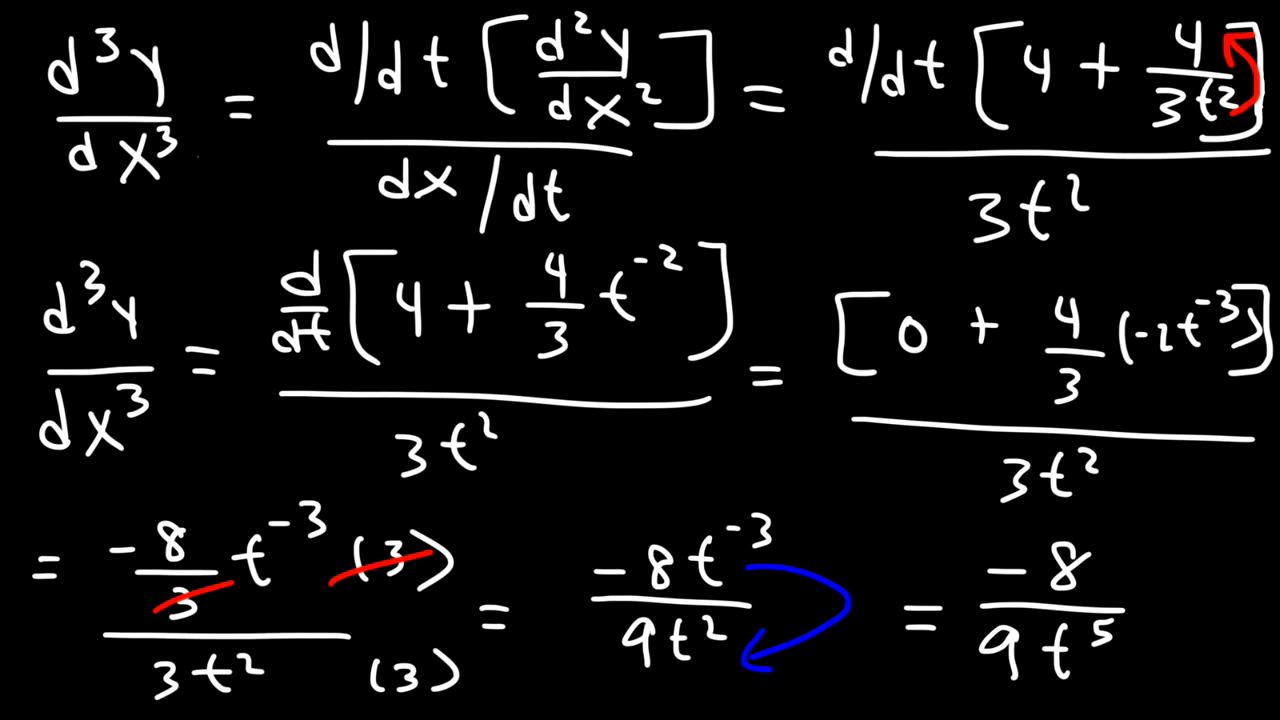 d³y/dx³ = d/dt [d²y/dx²] / dx/dt = d/dt [4 + 4/3t²] / 3t²
d³y/dx³ = d/dt [4 + 4/3 t⁻²] / 3t² = [0 + 4/3 (-2t⁻³)] / 3t²
= -8/3 t⁻³ (3) / 3t² (3) = -8t⁻³ / 9t² = -8 / 9t⁵